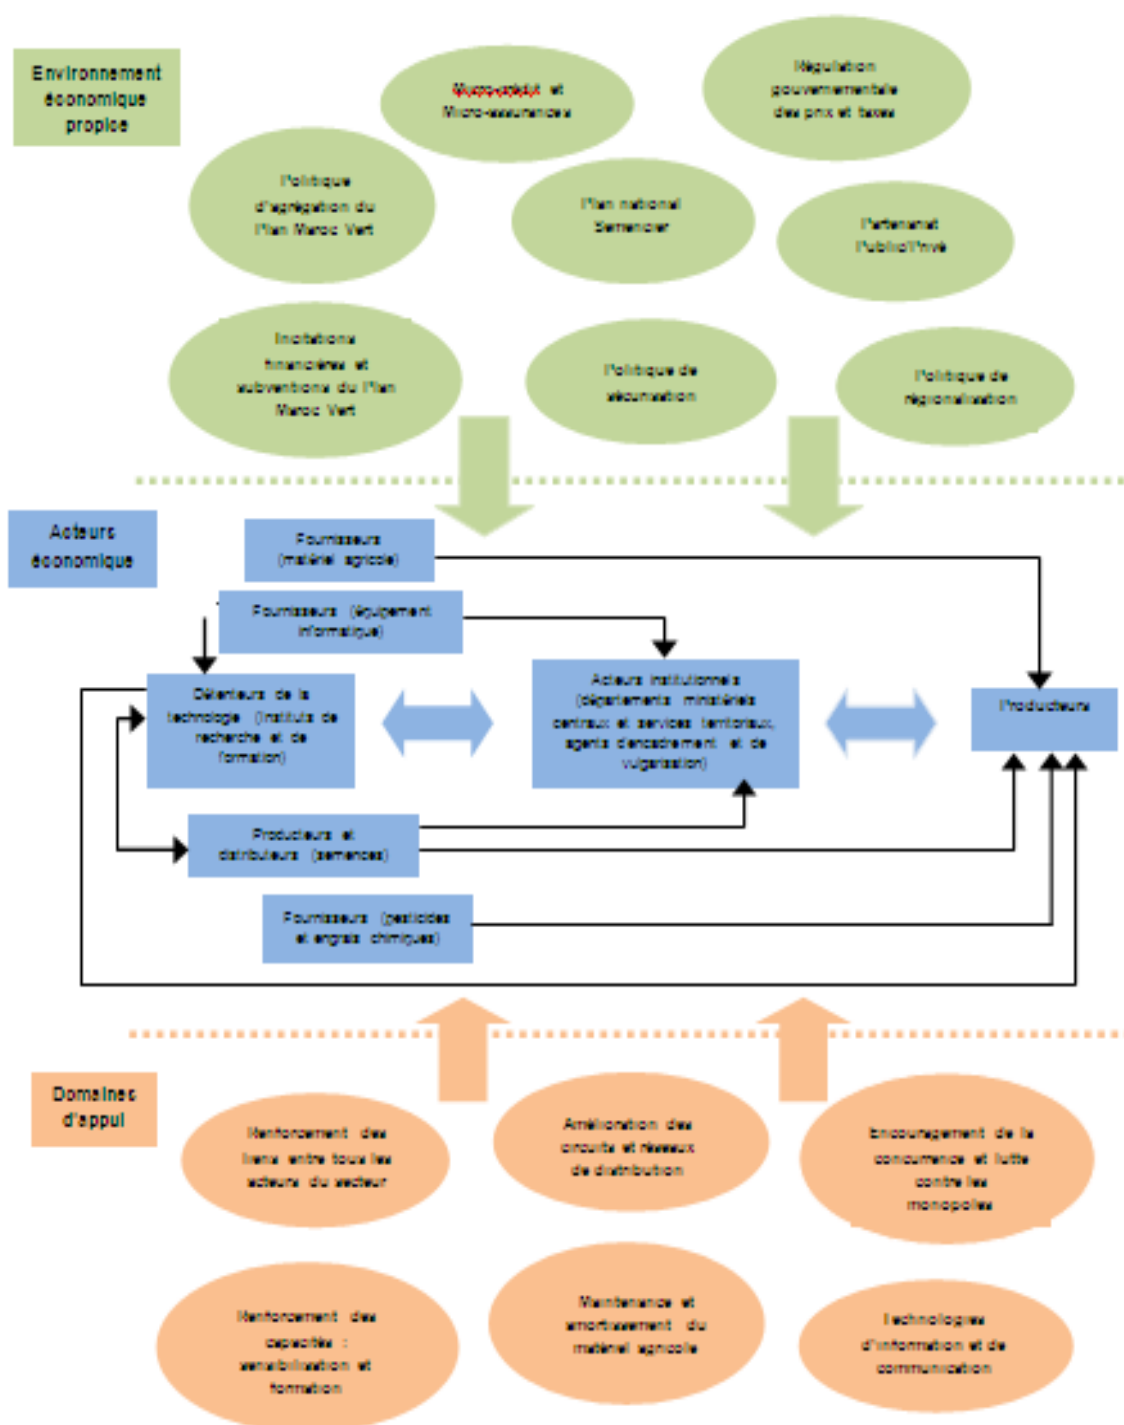 Environnement
économique
propice
Micro-crédit et
Micro-assurances
Régulation
gouvernementale
des prix et taxes
Politique
d'agrégation du
Plan Maroc Vert
Plan national
Semencier
Partenariat
Public/Privé
Incitations
financières et
subventions du Plan
Maroc Vert
Politique de
sécurisation
Politique de
régionalisation
Acteurs
économique
Fournisseurs
(matériel agricole)
Fournisseurs (équipement
informatique)
Détenteurs de la
technologie (Instituts de
recherche et de
formation)
Acteurs institutionnels
(départements ministériels
centraux et services territoriaux,
agents d'encadrement et de
vulgarisation)
Producteurs
Producteurs et
distributeurs (semences)
Fournisseurs (pesticides
et engrais chimiques)
Domaines
d'appui
Renforcement des
liens entre tous les
acteurs du secteur
Amélioration des
circuits et réseaux
de distribution
Encouragement de la
concurrence et lutte
contre les
monopoles
Renforcement des
capacités :
sensibilisation et
formation
Maintenance et
amortissement du
matériel agricole
Technologies
d'information et de
communication